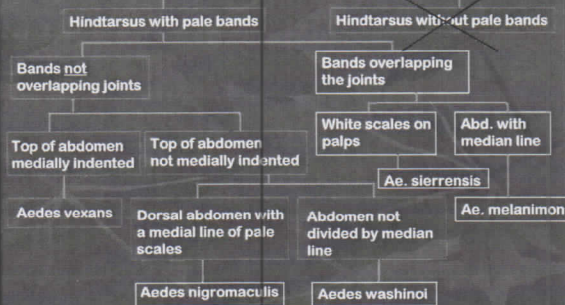 Hindtarsus with pale bands
Hindtarsus without pale bands
Bands not
overlapping joints
Bands overlapping
the joints
Top of abdomen
medially indented
Top of abdomen
not medially indented
White scales on
palps
Abd. with
median line
Ae. sierrensis
Ae. melanimon
Aedes vexans
Dorsal abdomen with
a medial line of pale
scales
Abdomen not
divided by median
line
Aedes nigromaculis
Aedes washinoi